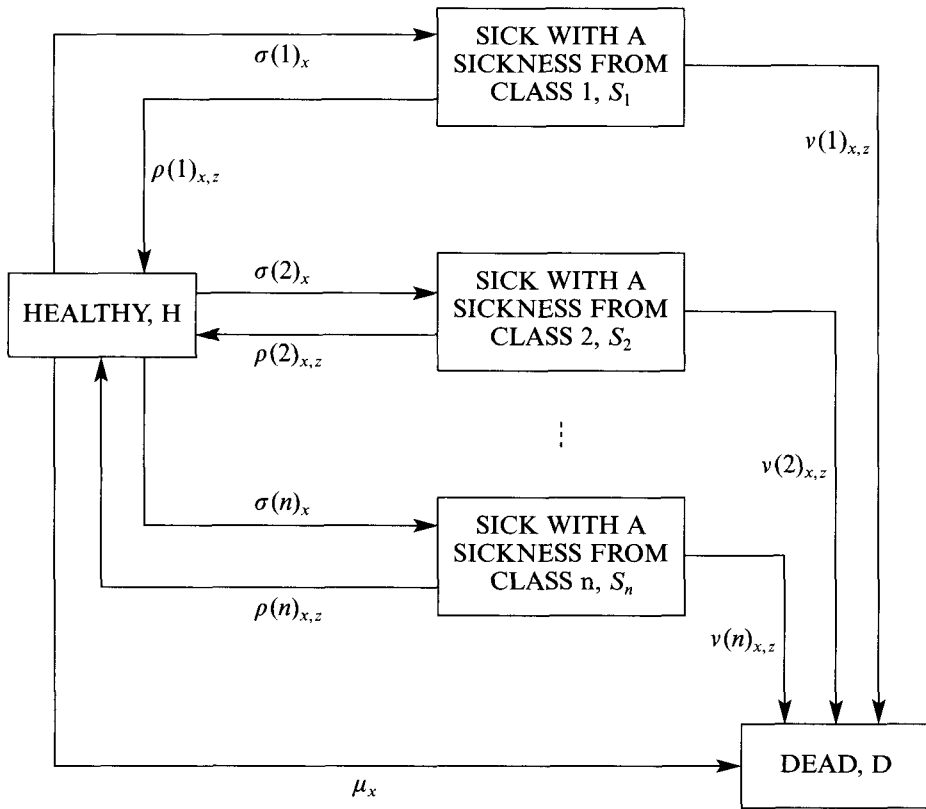 SICK WITH A
SICKNESS FROM
CLASS 1, S₁
σ(1)ₓ
ν(1)ₓ,z
ρ(1)ₓ,z
HEALTHY, H
σ(2)ₓ
ρ(2)ₓ,z
SICK WITH A
SICKNESS FROM
CLASS 2, S₂
ν(2)ₓ,z
σ(n)ₓ
ρ(n)ₓ,z
SICK WITH A
SICKNESS FROM
CLASS n, Sₙ
ν(n)ₓ,z
DEAD, D
μₓ